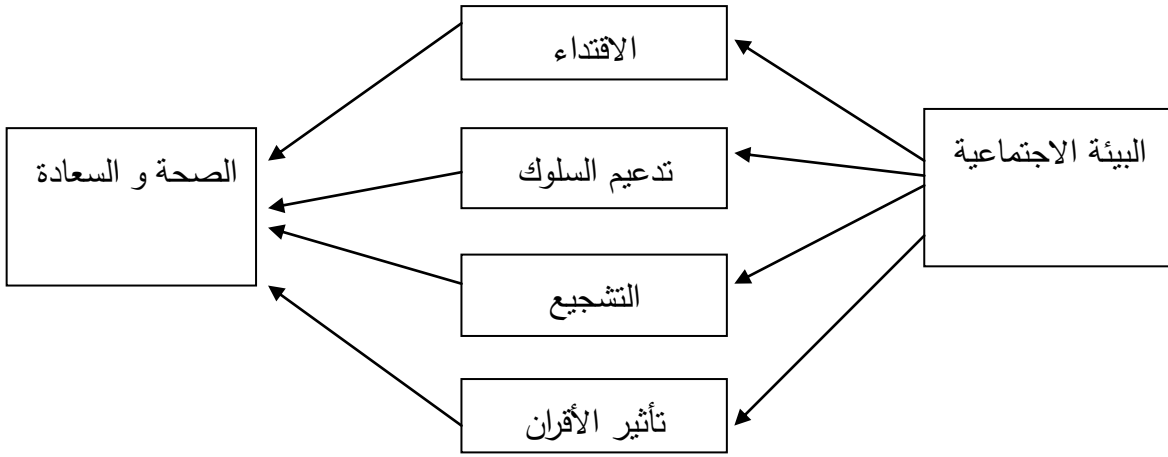 البيئة الاجتماعية
الاقتداء
تدعيم السلوك
التشجيع
تأثير الأقران
الصحة و السعادة